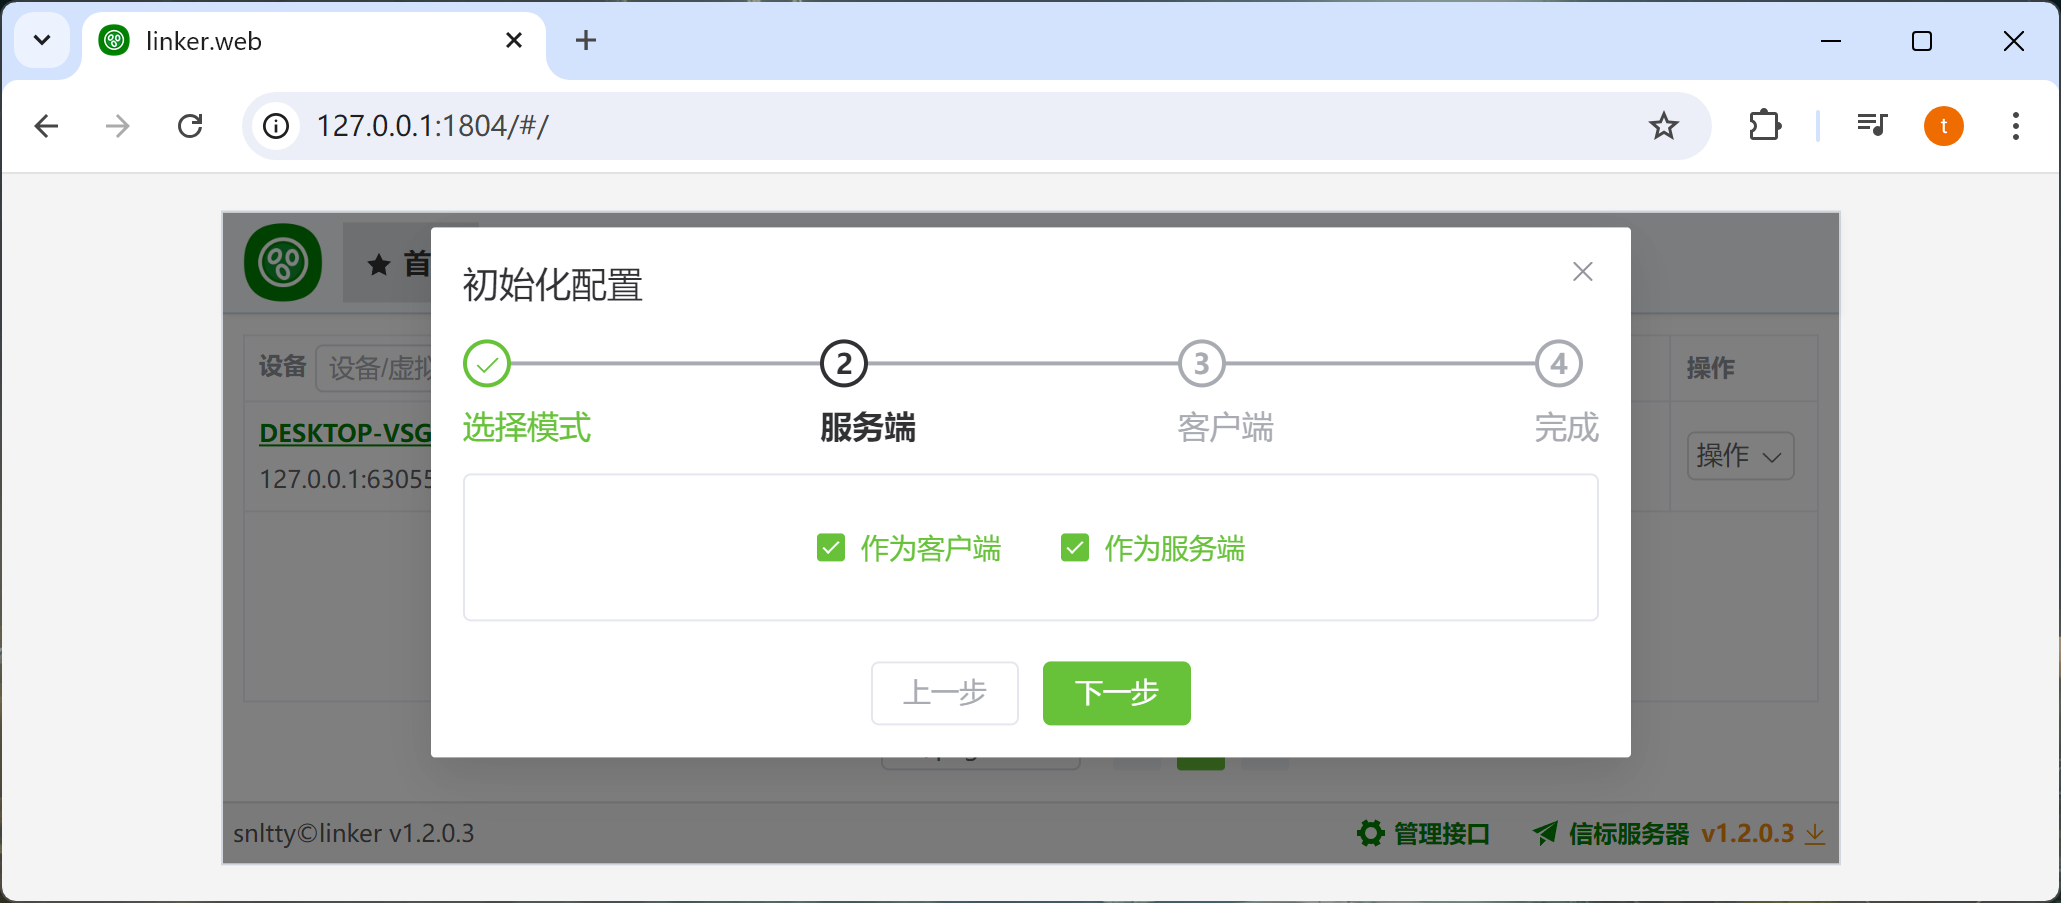 linker.web
127.0.0.1:1804/#/
t
首
初始化配置
2
3
4
选择模式
服务端
客户端
完成
设备
设备/虚拟
操作
DESKTOP-VSG
127.0.0.1:63055
操作
作为客户端
作为服务端
上一步
下一步
snltty©linker v1.2.0.3
管理接口
信标服务器 v1.2.0.3